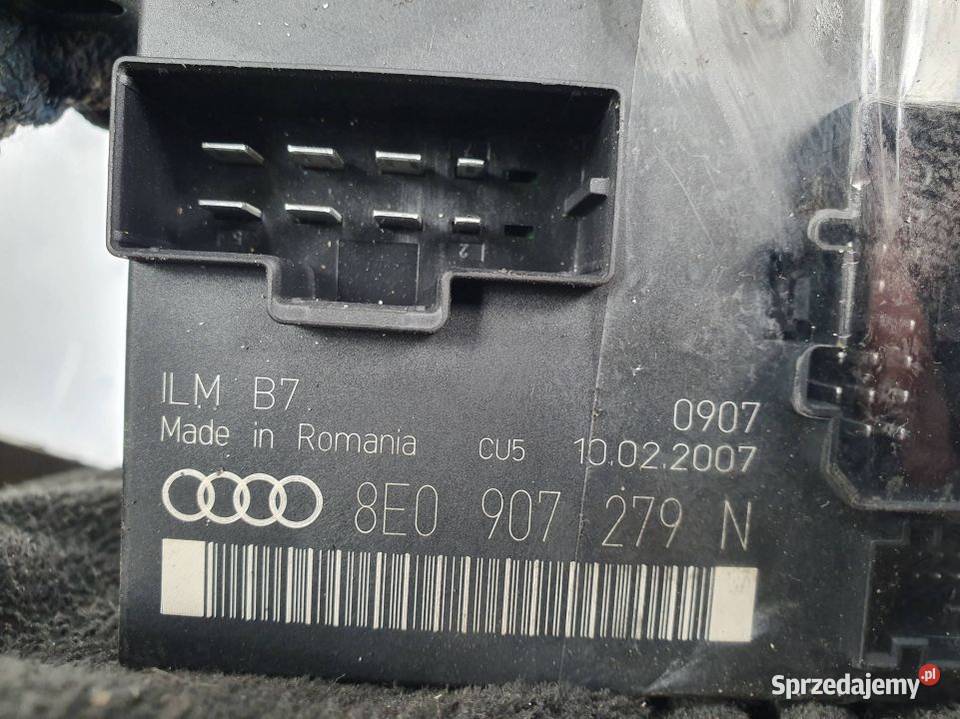 ILM B7
0907
Made in Romania CU5 10.02.2007
8E0 907 279 N
Sprzedajemy.pl